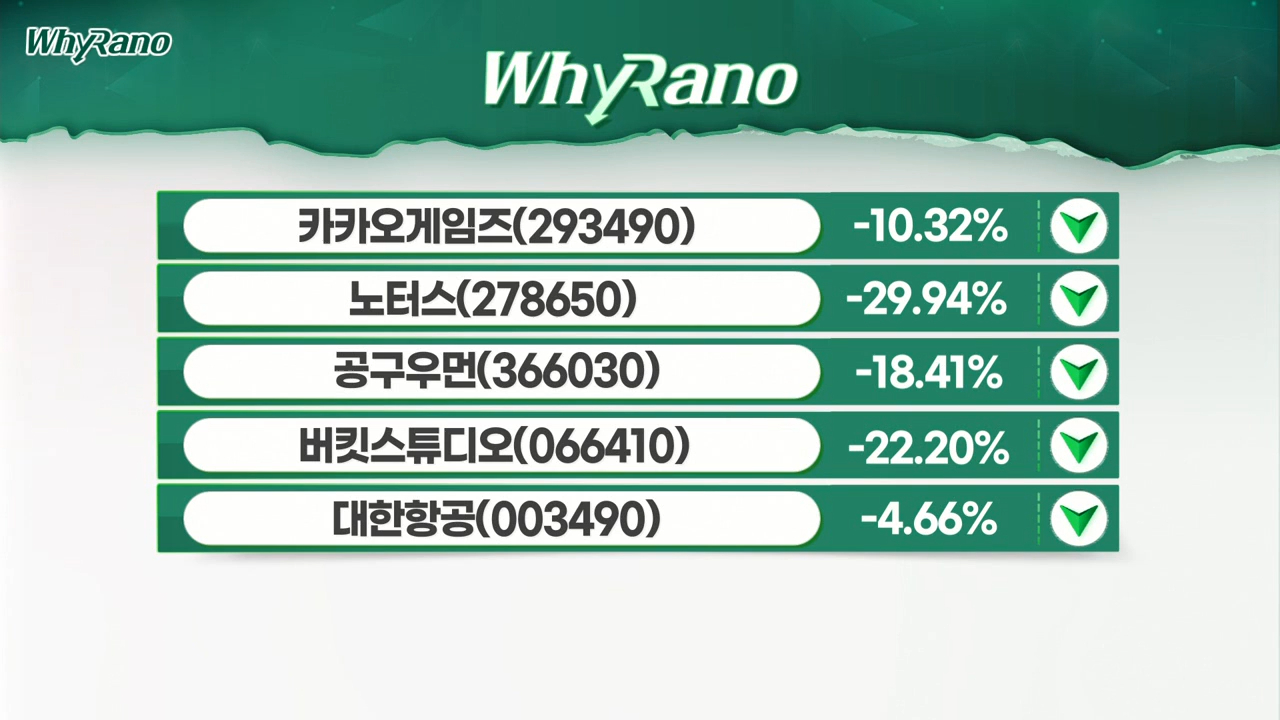 WhyRano
WhyRano
카카오게임즈(293490) -10.32%
노터스(278650) -29.94%
공구우먼(366030) -18.41%
버킷스튜디오(066410) -22.20%
대한항공(003490) -4.66%